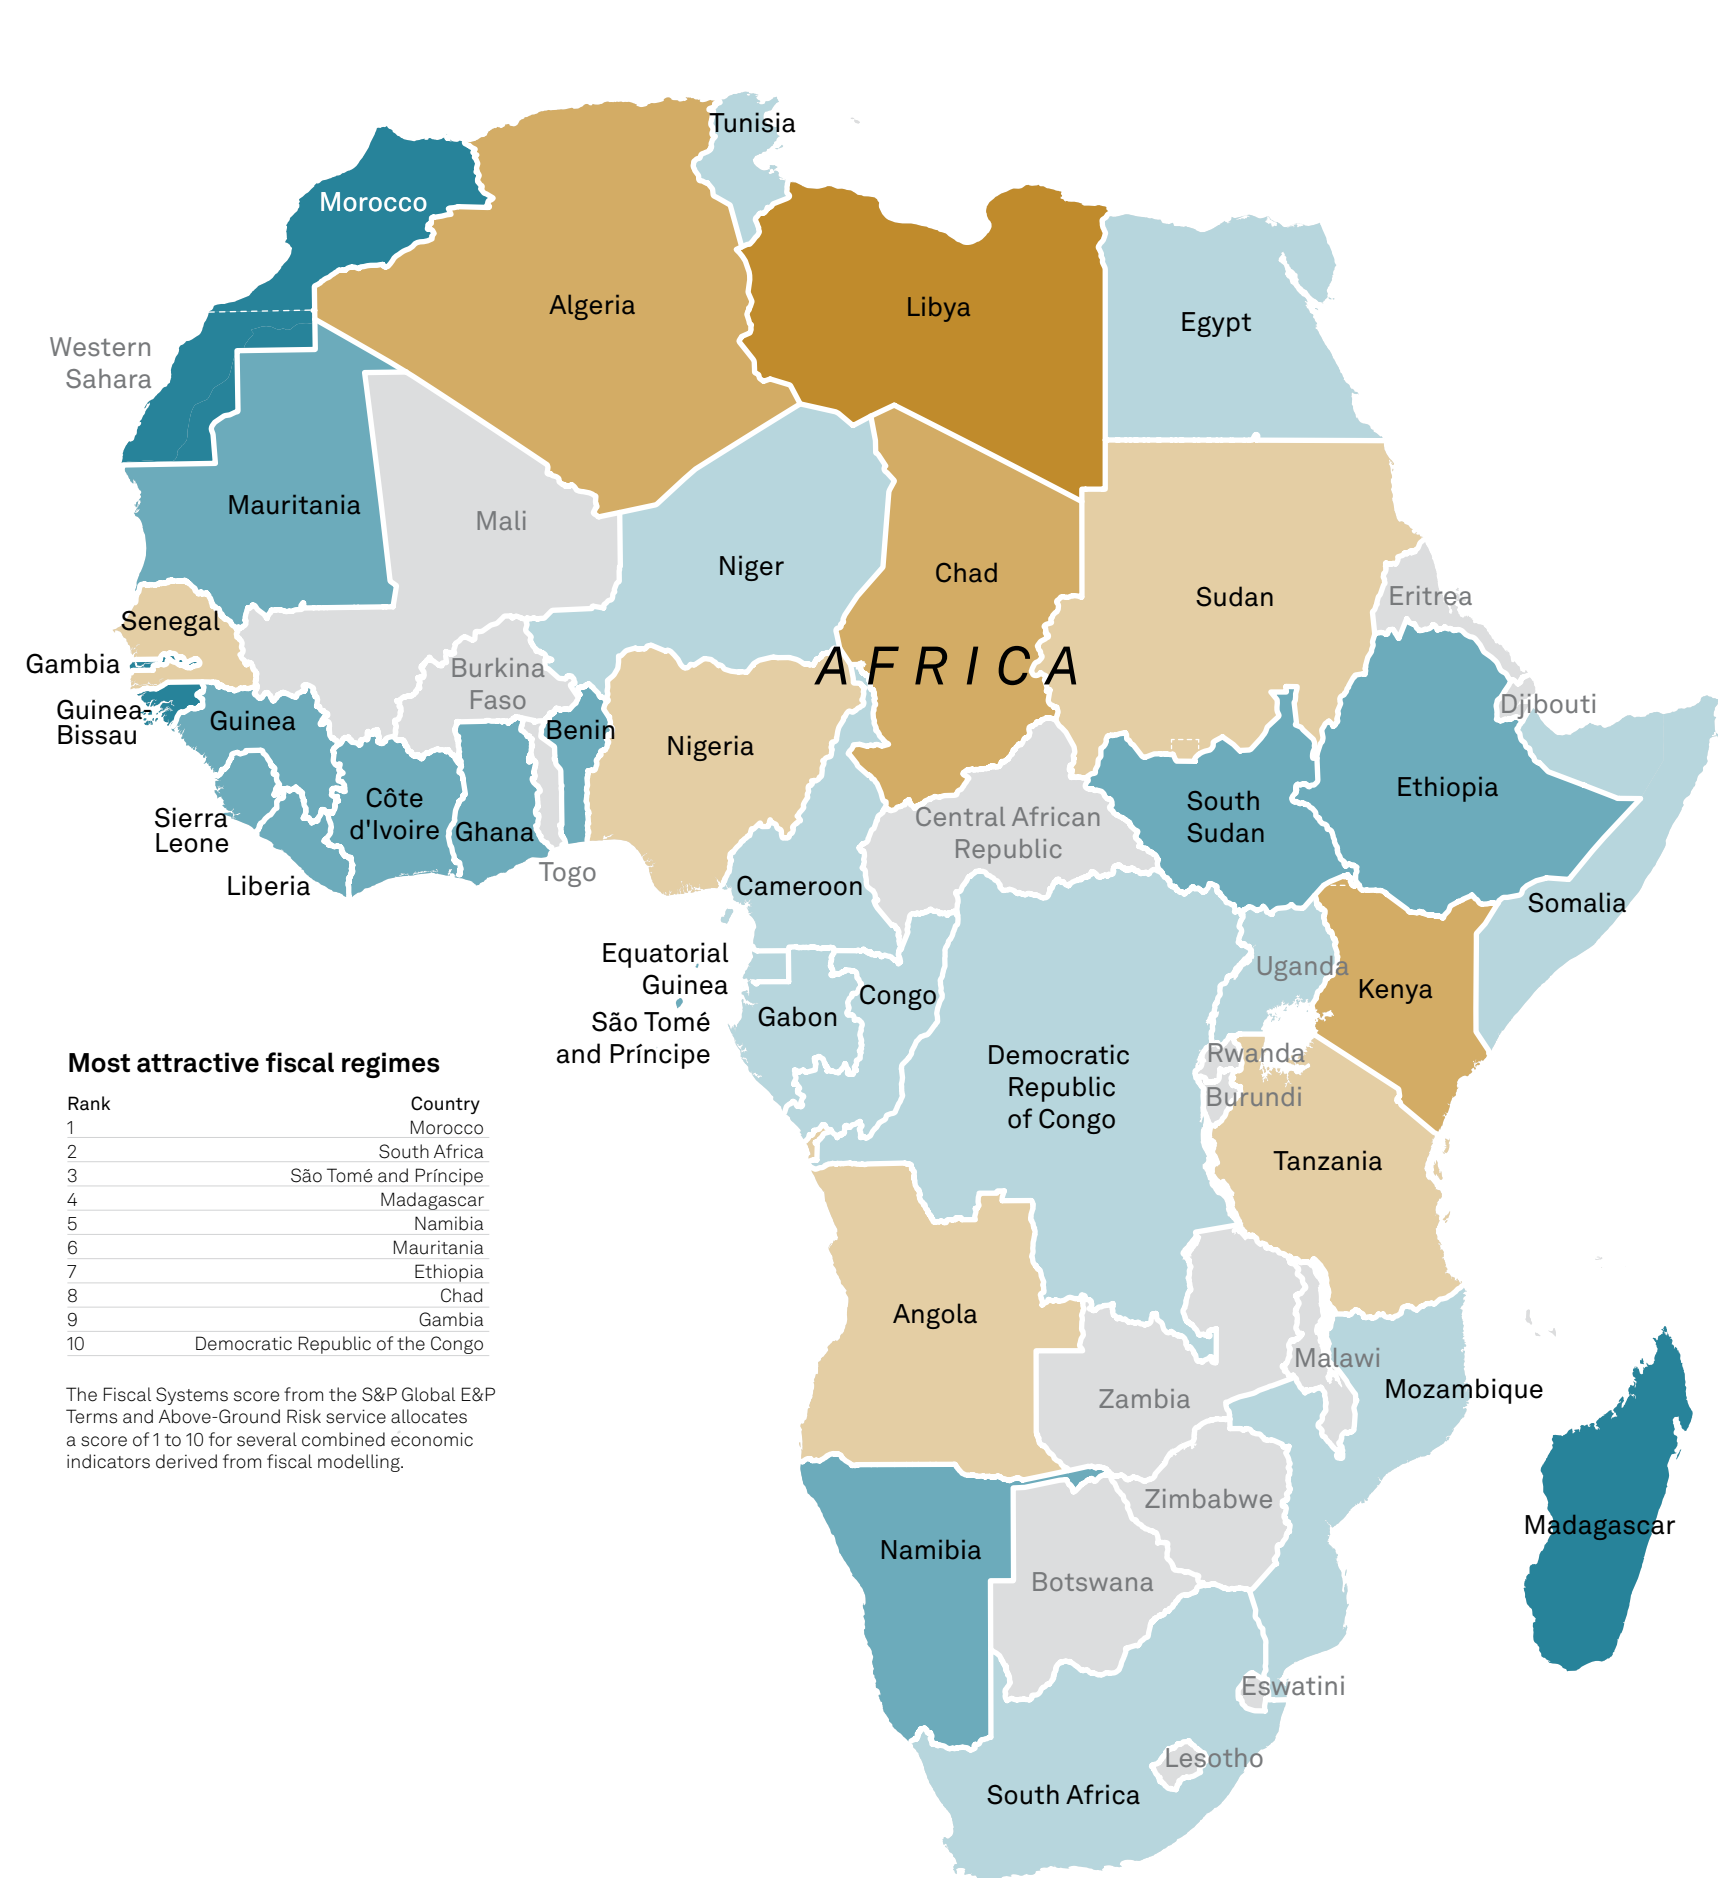 Tunisia
Morocco
Algeria
Libya
Egypt
Western
Sahara
Mauritania
Mali
Niger
Chad
Sudan
Eritrea
Senegal
Gambia
AFRICA
Burkina
Faso
Guinea-
Bissau
Guinea
Benin
Nigeria
Djibouti
Ethiopia
Côte
d'Ivoire
Ghana
Sierra
Leone
South
Sudan
Central African
Republic
Togo
Liberia
Cameroon
Somalia
Equatorial
Guinea
Uganda
Kenya
Congo
Gabon
São Tomé
and Príncipe
Democratic
Republic
of Congo
Rwanda
Burundi
Tanzania
Most attractive fiscal regimes
Rank Country
1 Morocco
2 South Africa
3 São Tomé and Príncipe
4 Madagascar
5 Namibia
6 Mauritania
7 Ethiopia
8 Chad
9 Gambia
10 Democratic Republic of the Congo
The Fiscal Systems score from the S&P Global E&P
Terms and Above-Ground Risk service allocates
a score of 1 to 10 for several combined economic
indicators derived from fiscal modelling.
Angola
Malawi
Zambia
Mozambique
Zimbabwe
Madagascar
Namibia
Botswana
Eswatini
Lesotho
South Africa